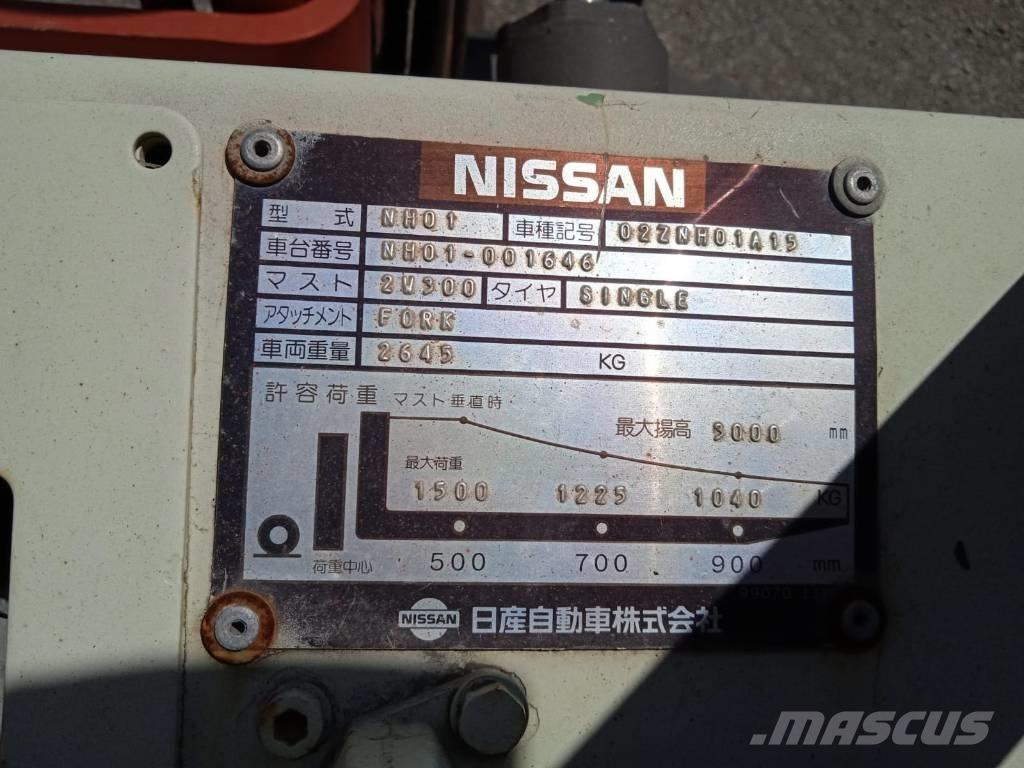 NISSAN
型 式 NH01 車種記号 02ZNH01A15
車台番号 NH01-001646
マスト 2W300 タイヤ SINGLE
アタッチメント FORK
車両重量 2645 KG
許容荷重 マスト垂直時
最大揚高 3000 mm
最大荷重
1500 1225 1040 KG
荷重中心 500 700 900 mm
NISSAN 日産自動車株式会社
MASCUS